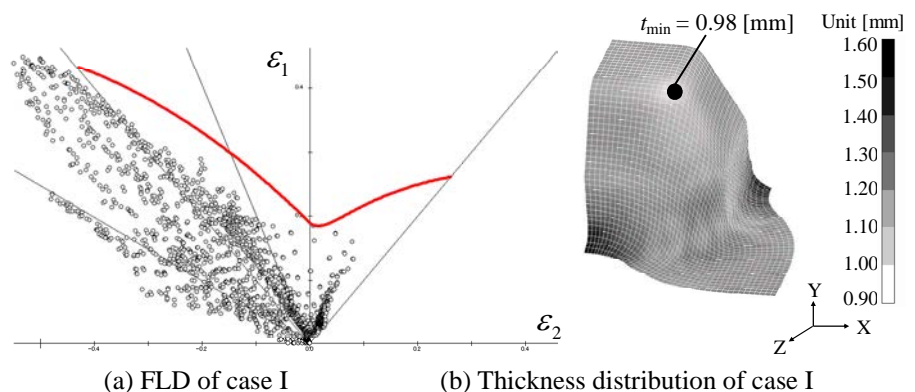 ε1
0.4
ε2
−0.4
−0.2
0.0
0.2
0.4
tmin = 0.98 [mm]
Unit [mm]
1.60
1.50
1.30
1.20
1.10
1.00
0.90
Y
X
Z
(a) FLD of case I
(b) Thickness distribution of case I